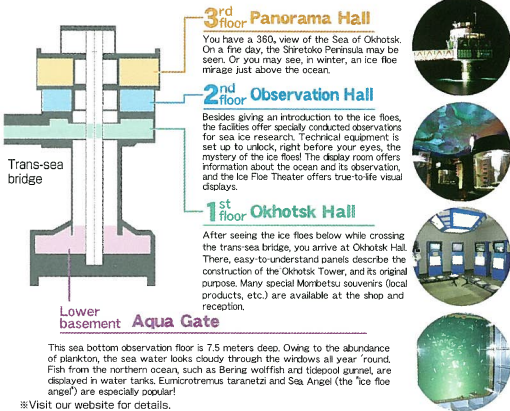 3rd floor Panorama Hall
You have a 360° view of the Sea of Okhotsk.
On a fine day, the Shiretoko Peninsula may be
seen. Or you may see, in winter, an ice floe
mirage just above the ocean.
2nd floor Observation Hall
Besides giving an introduction to the ice floes,
the facilities offer specially conducted observations
for sea ice research. Technical equipment is
set up to unlock, right before your eyes, the
mystery of the ice floes! The display room offers
information about the ocean and its observation,
and the Ice Floe Theater offers true-to-life visual
displays.
Trans-sea
bridge
1st floor Okhotsk Hall
After seeing the ice floes below while crossing
the trans-sea bridge, you arrive at Okhotsk Hall.
There, easy-to-understand panels describe the
construction of the Okhotsk Tower, and its original
purpose. Many special Mombetsu souvenirs (local
products, etc.) are available at the shop and
reception.
Lower
basement Aqua Gate
This sea bottom observation floor is 7.5 meters deep. Owing to the abundance
of plankton, the sea water looks cloudy through the windows all year 'round.
Fish from the northern ocean, such as Bering wolffish and tidepool gunnel, are
displayed in water tanks. Eumicrotremus taranetzi and Sea Angel (the "ice floe
angel") are especially popular!
※Visit our website for details.